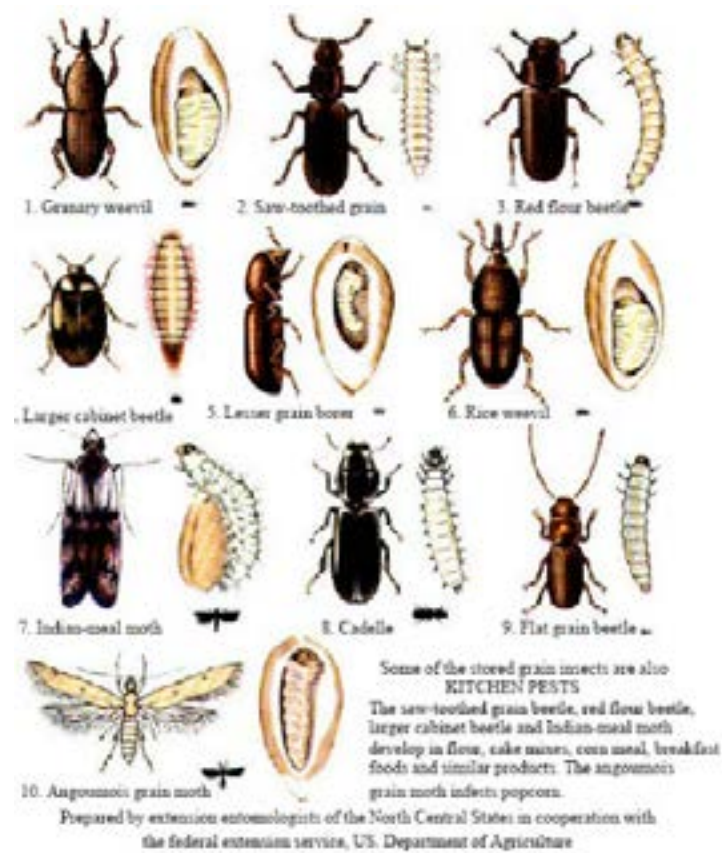 1. Granary weevil
2. Saw-toothed grain
3. Red flour beetle
. Larger cabinet beetle
5. Lesser grain borer
6. Rice weevil
7. Indian-meal moth
8. Cadelle
9. Flat grain beetle
10. Angoumois grain moth
Some of the stored grain insects are also
KITCHEN PESTS
The saw-toothed grain beetle, red flour beetle,
larger cabinet beetle and Indian-meal moth
develop in flour, cake mixes, corn meal, breakfast
foods and similar products. The angoumois
grain moth infests popcorn.
Prepared by extension entomologists of the North Central States in cooperation with
the federal extension service, US. Department of Agriculture